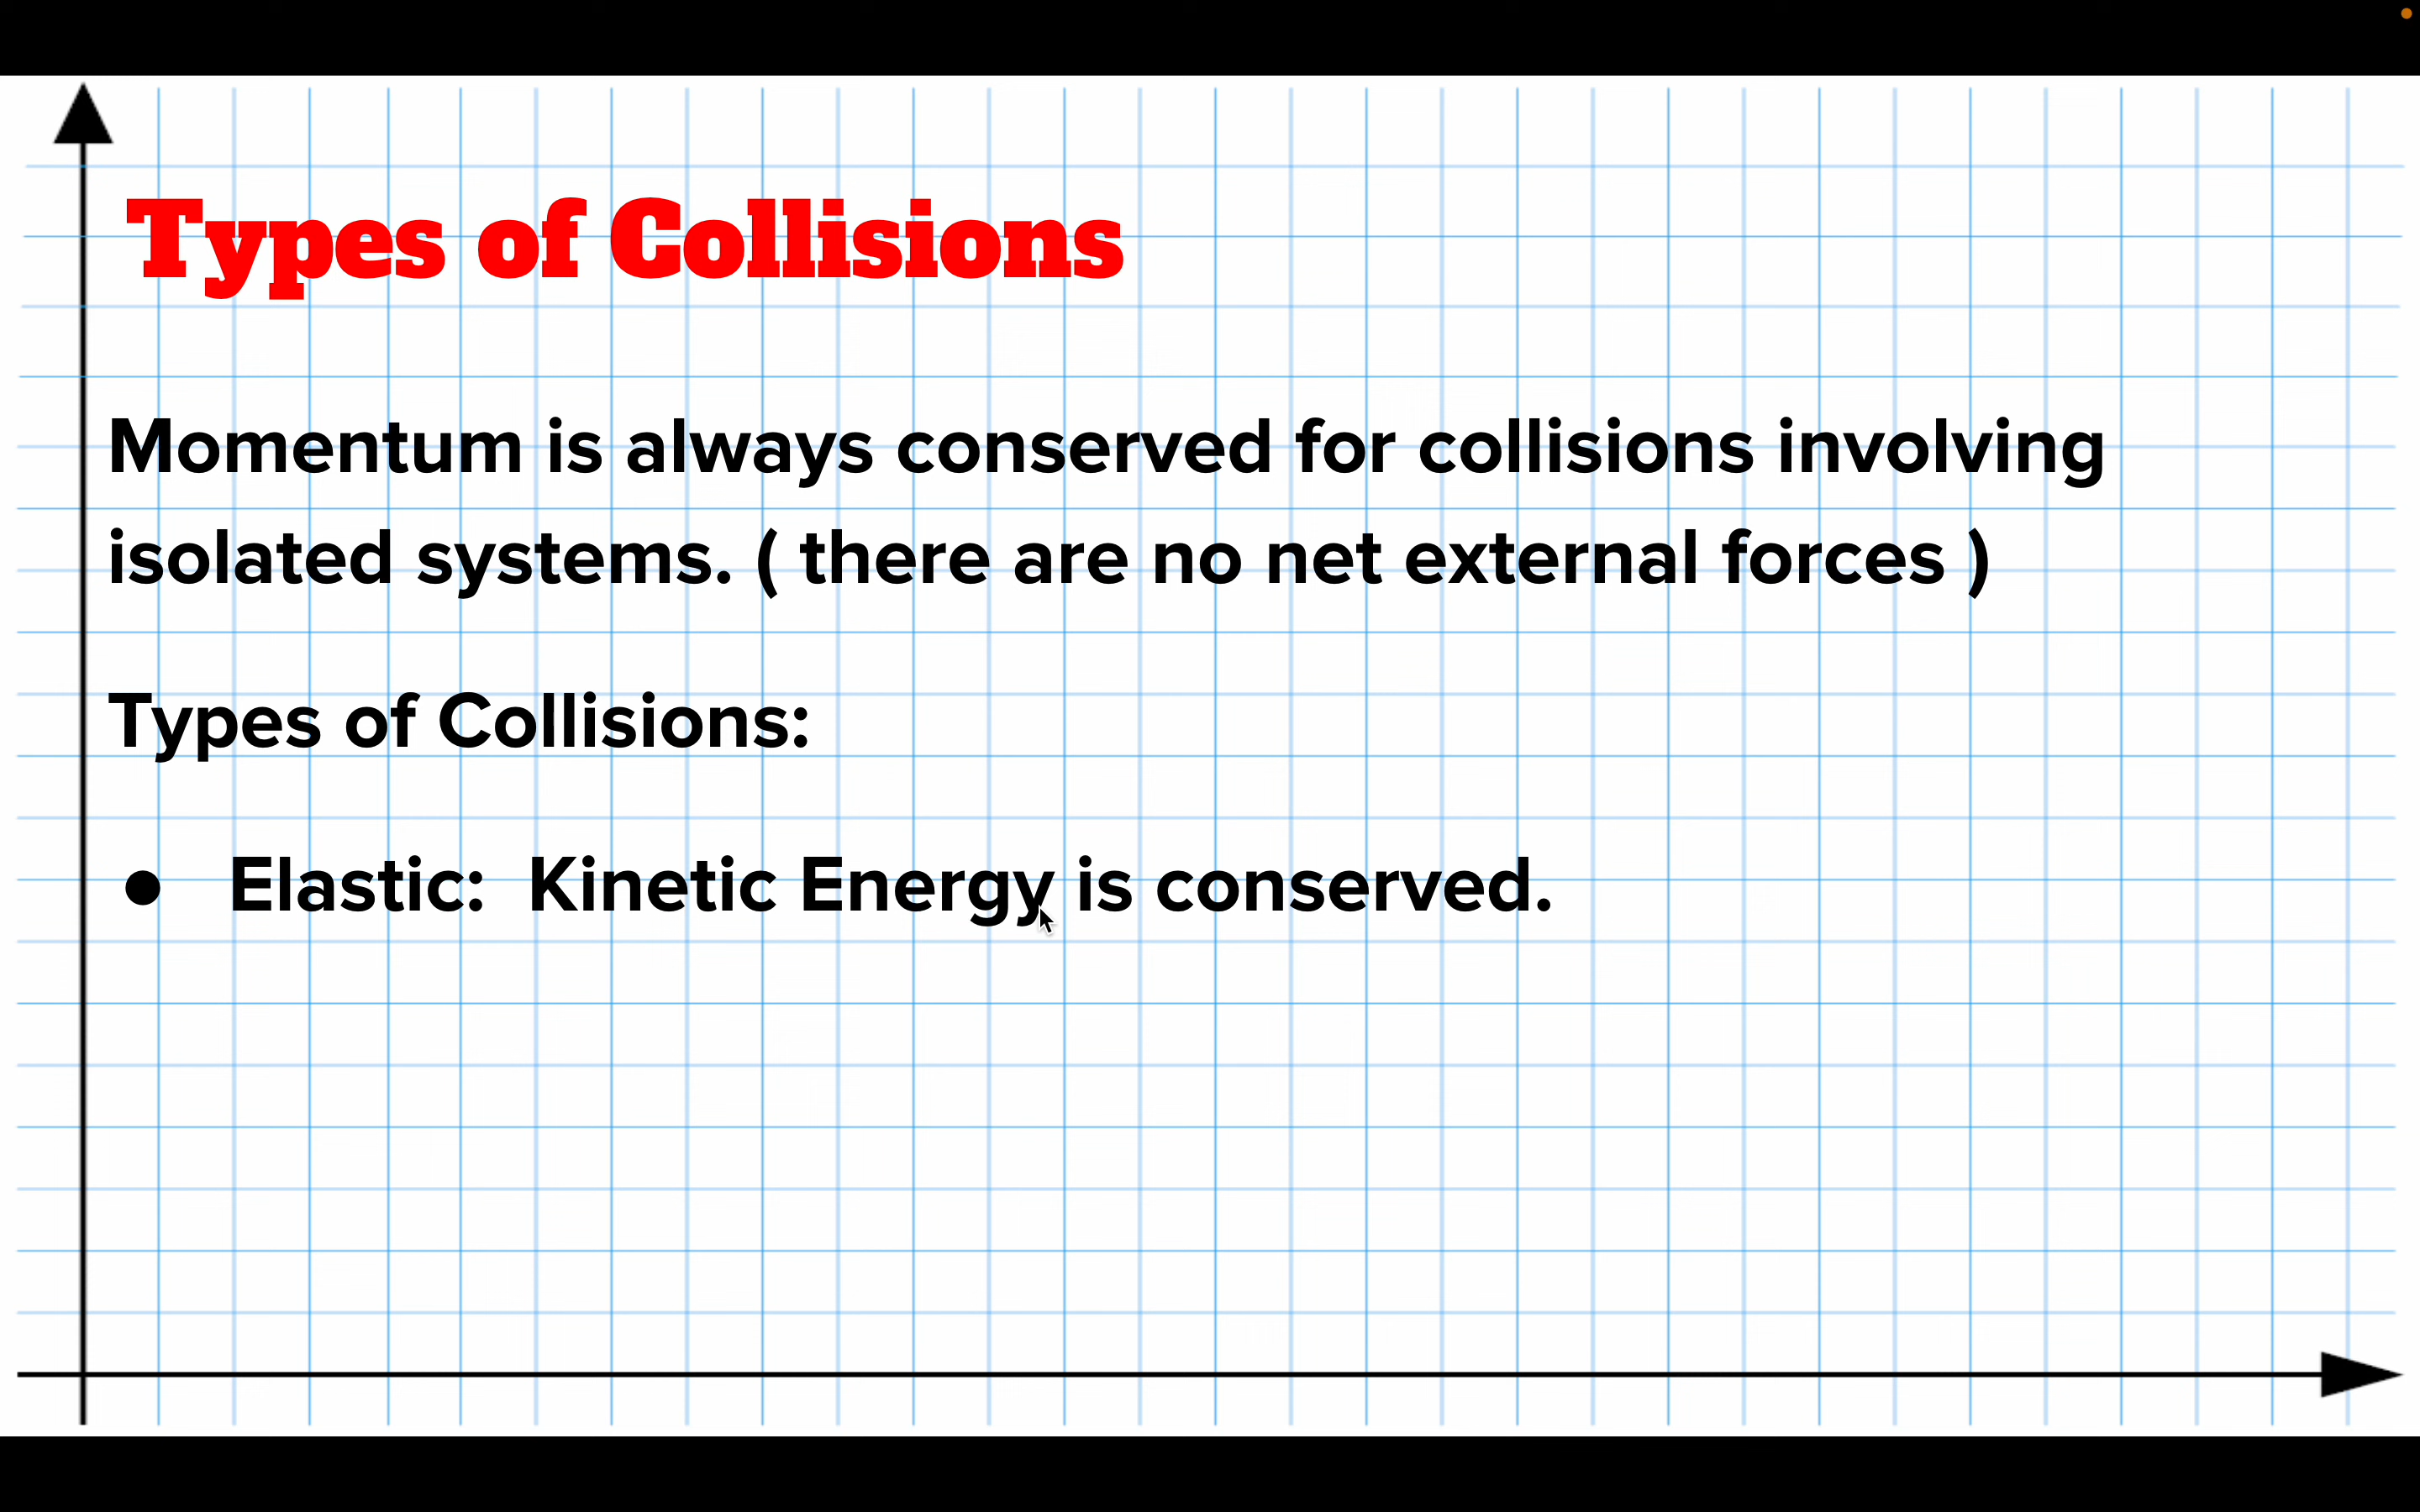 Types of Collisions
Momentum is always conserved for collisions involving
isolated systems. ( there are no net external forces )
Types of Collisions:
● Elastic: Kinetic Energy is conserved.